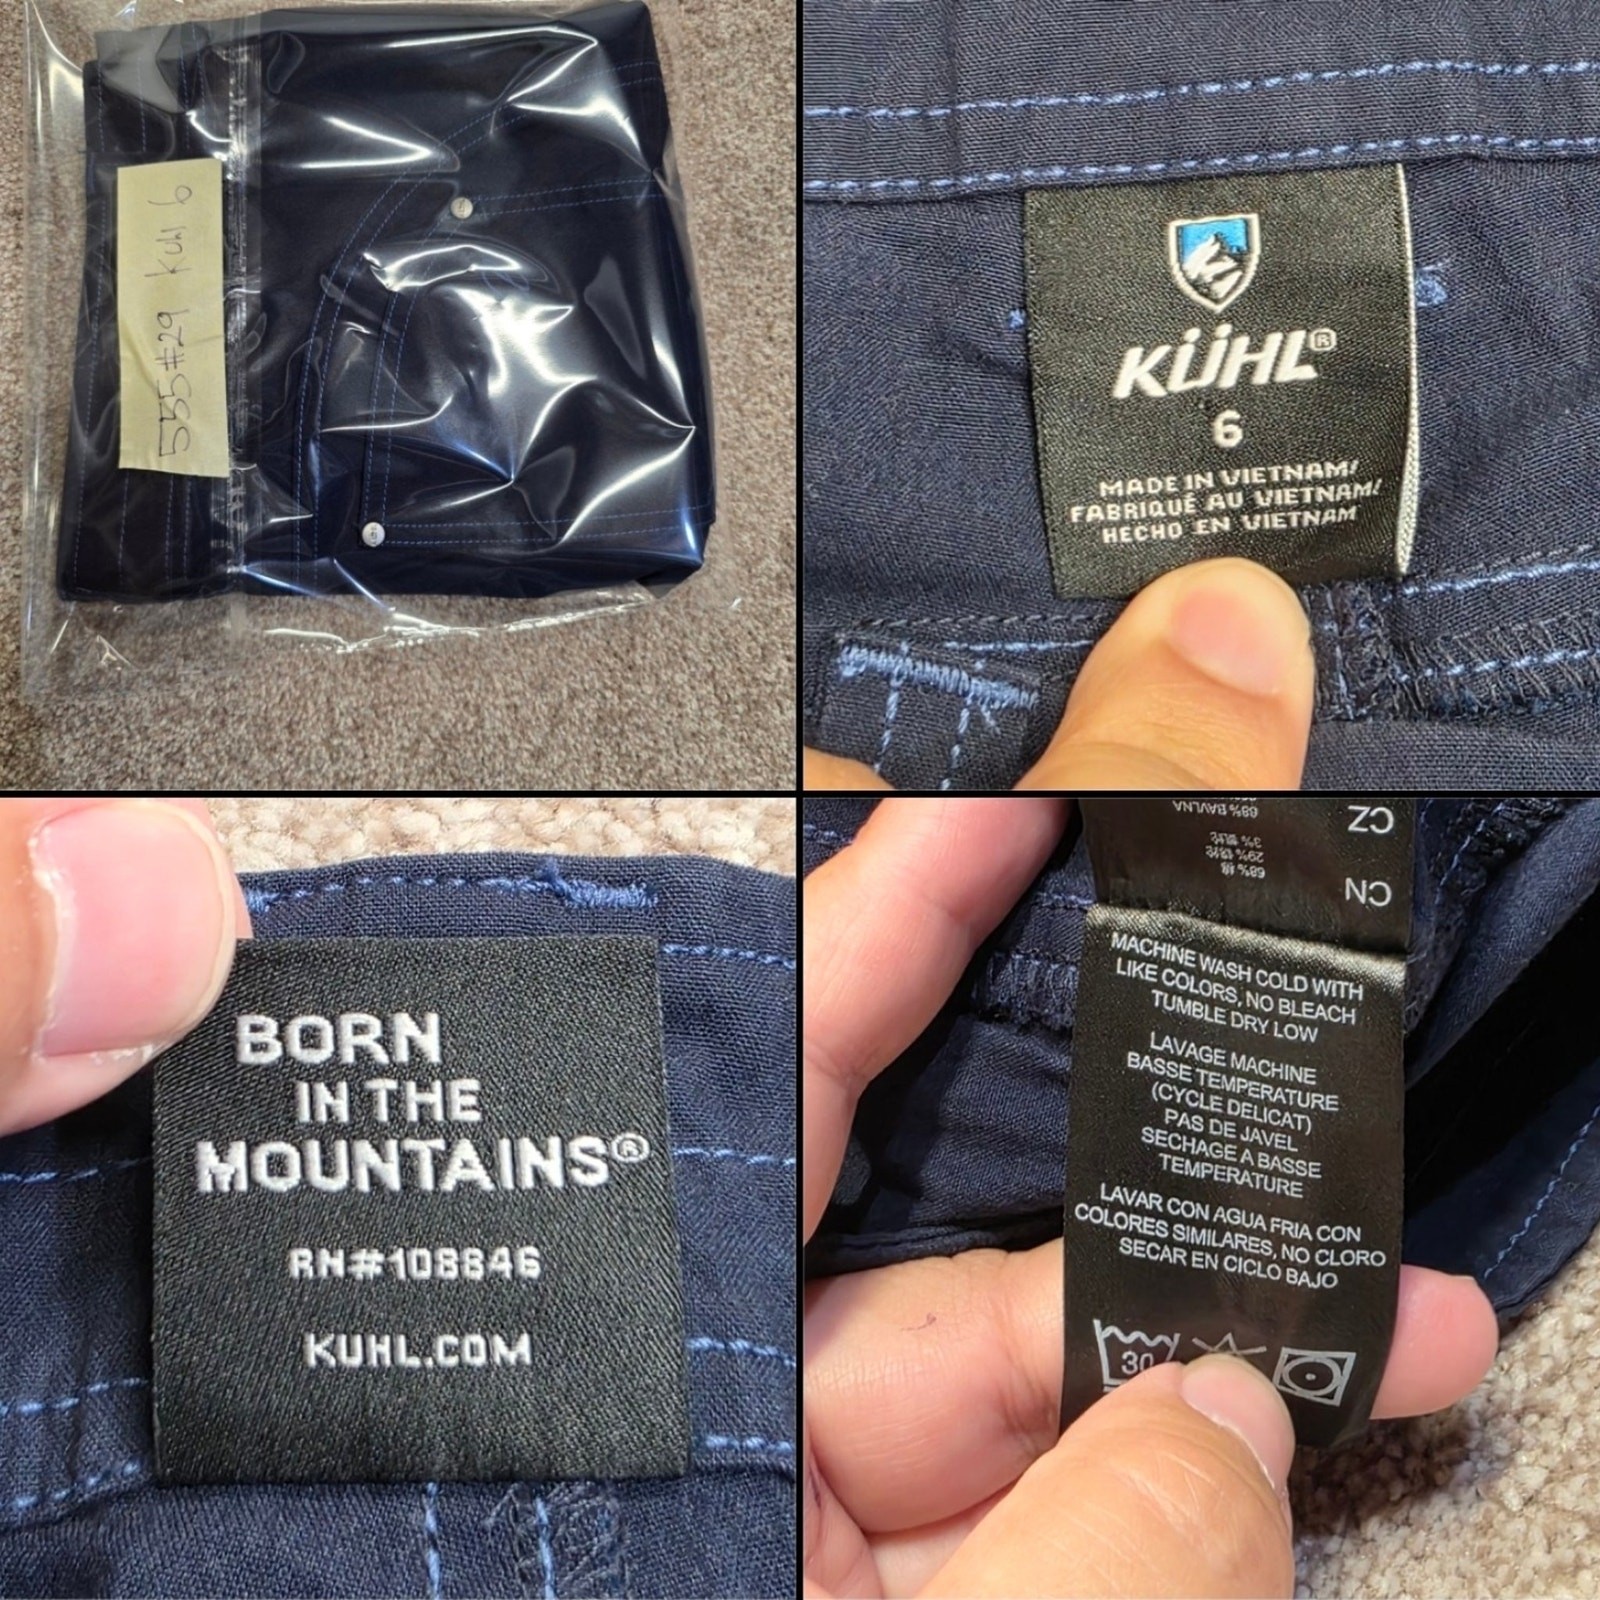 555#29 Kuhl 6
KÜHL®
6
MADE IN VIETNAM/
FABRIQUÉ AU VIETNAM/
HECHO EN VIETNAM
BORN
IN THE
MOUNTAINS®
RN#108846
KUHL.COM
68% BAVLNA
CZ
CN
MACHINE WASH COLD WITH
LIKE COLORS, NO BLEACH
TUMBLE DRY LOW
LAVAGE MACHINE
BASSE TEMPERATURE
(CYCLE DELICAT)
PAS DE JAVEL
SECHAGE A BASSE
TEMPERATURE
LAVAR CON AGUA FRIA CON
COLORES SIMILARES, NO CLORO
SECAR EN CICLO BAJO
30